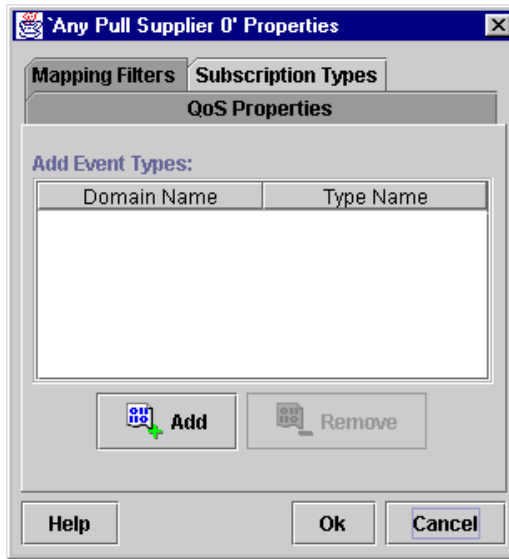 `Any Pull Supplier 0' Properties
Mapping Filters Subscription Types
QoS Properties
Add Event Types:
Domain Name Type Name
Add Remove
Help Ok Cancel